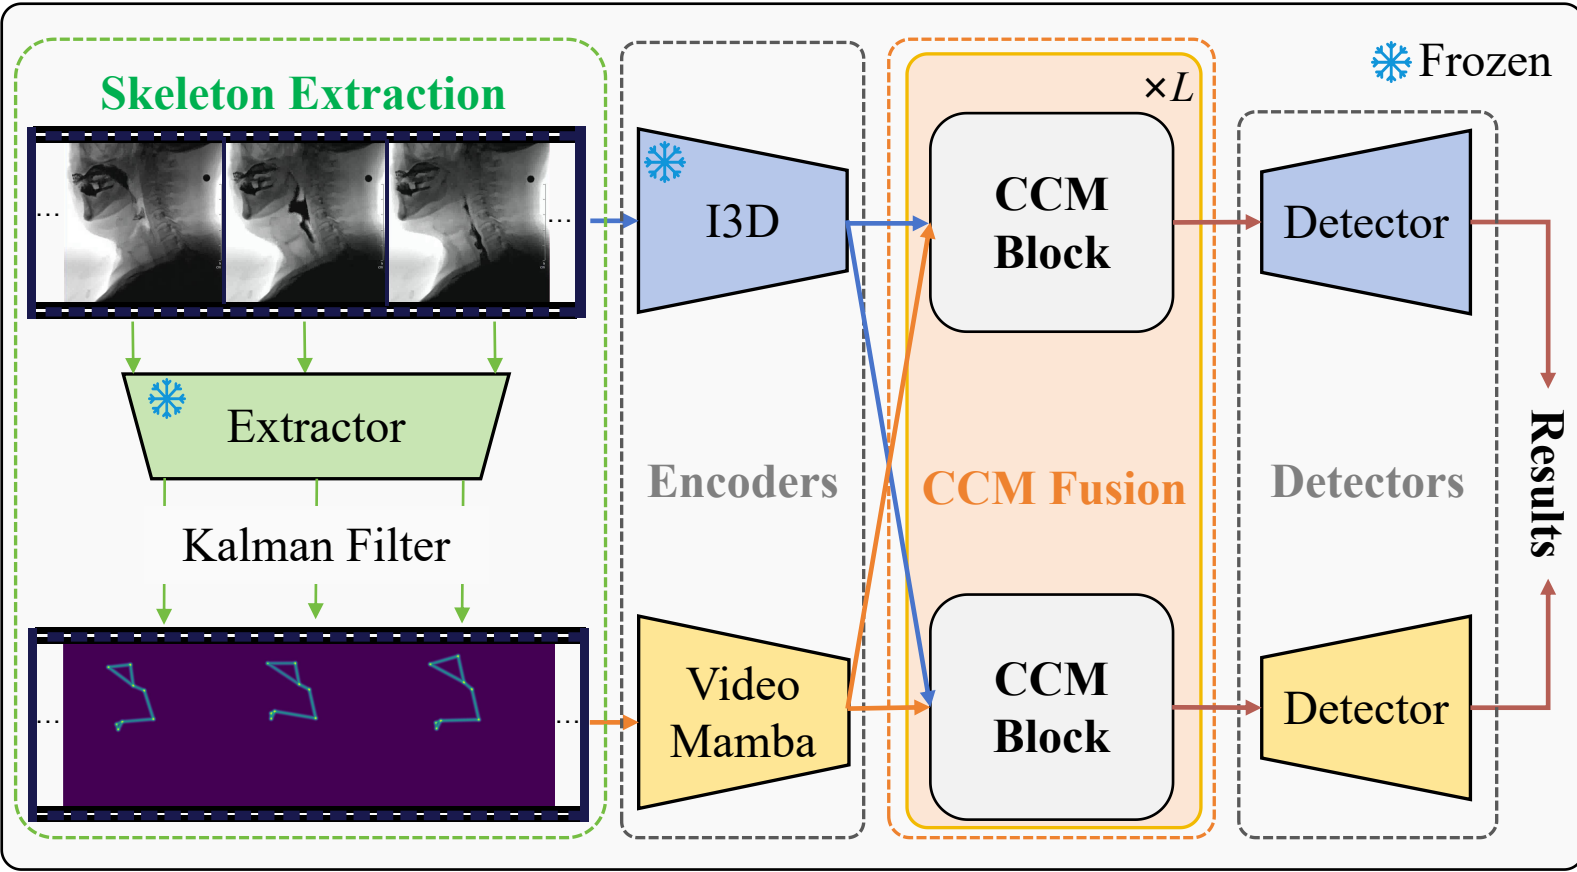 Skeleton Extraction
Frozen
×L
...
...
I3D
CCM
Block
Detector
Extractor
Encoders
CCM Fusion
Detectors
Results
Kalman Filter
...
...
Video
Mamba
CCM
Block
Detector